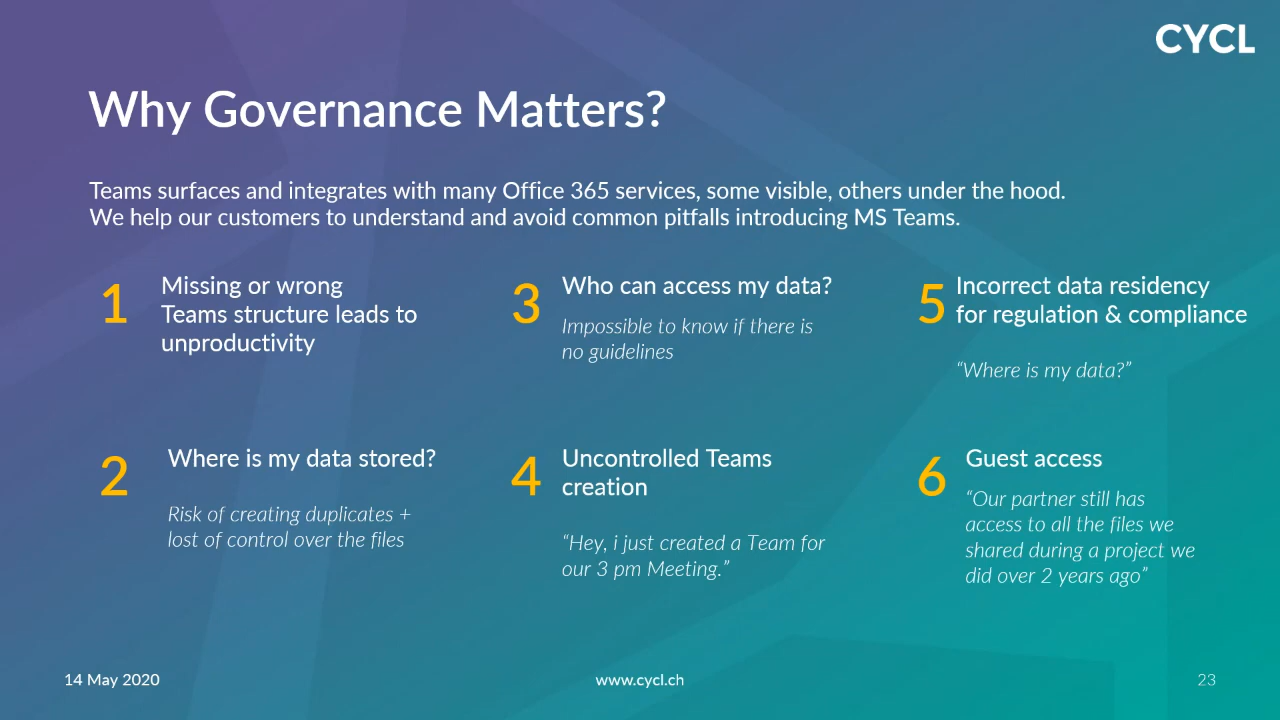 CYCL
Why Governance Matters?
Teams surfaces and integrates with many Office 365 services, some visible, others under the hood.
We help our customers to understand and avoid common pitfalls introducing MS Teams.
1
Missing or wrong
Teams structure leads to
unproductivity
2
Where is my data stored?
Risk of creating duplicates +
lost of control over the files
3
Who can access my data?
Impossible to know if there is
no guidelines
4
Uncontrolled Teams
creation
“Hey, i just created a Team for
our 3 pm Meeting.”
5
Incorrect data residency
for regulation & compliance
“Where is my data?”
6
Guest access
“Our partner still has
access to all the files we
shared during a project we
did over 2 years ago”
14 May 2020
www.cycl.ch
23